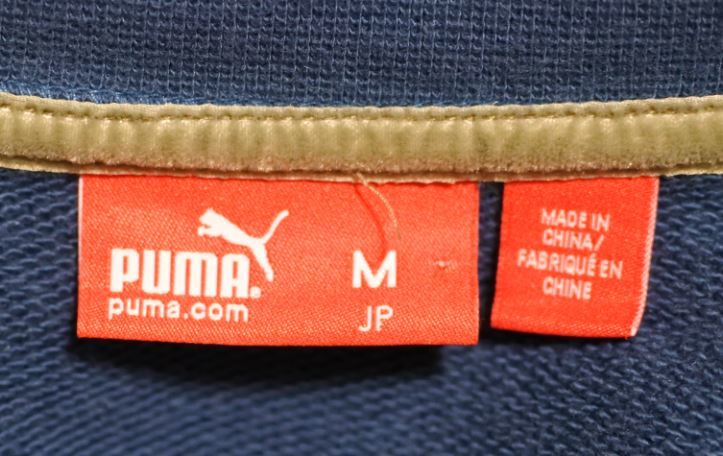 PUMA®
puma.com
M
JP
MADE IN
CHINA/
FABRIQUÉ EN
CHINE